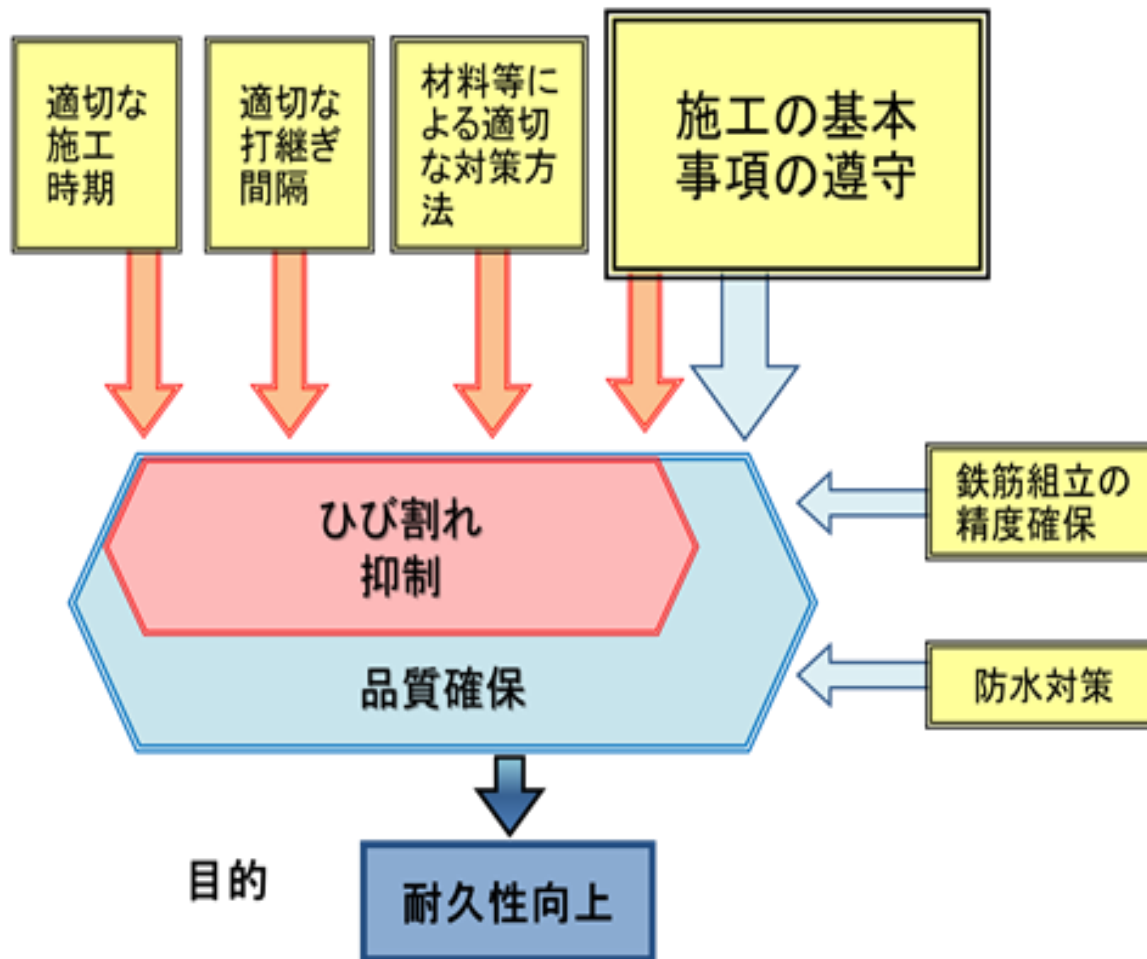 適切な
施工
時期
適切な
打継ぎ
間隔
材料等に
よる適切
な対策方
法
施工の基本
事項の遵守
ひび割れ
抑制
品質確保
鉄筋組立の
精度確保
防水対策
目的
耐久性向上